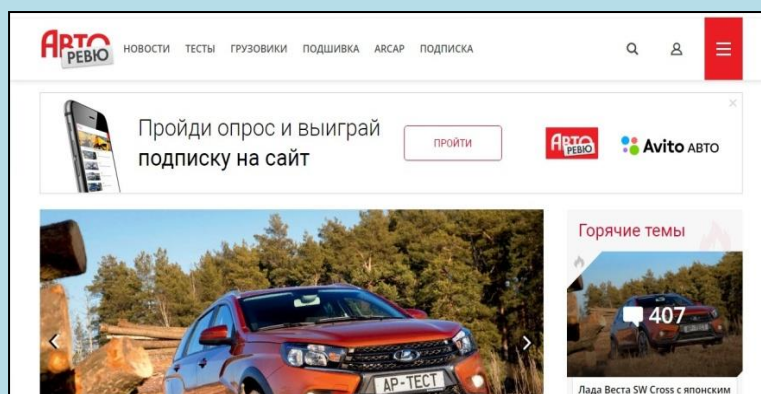 АВТО
РЕВЮ
НОВОСТИ ТЕСТЫ ГРУЗОВИКИ ПОДШИВКА ARCAP ПОДПИСКА
Пройди опрос и выиграй
подписку на сайт
ПРОЙТИ
АВТО
РЕВЮ
Avito АВТО
Горячие темы
407
АР-ТЕСТ
Лада Веста SW Cross с японским